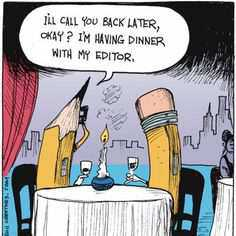 I'LL CALL YOU BACK LATER,
OKAY? I'M HAVING DINNER
WITH MY EDITOR.